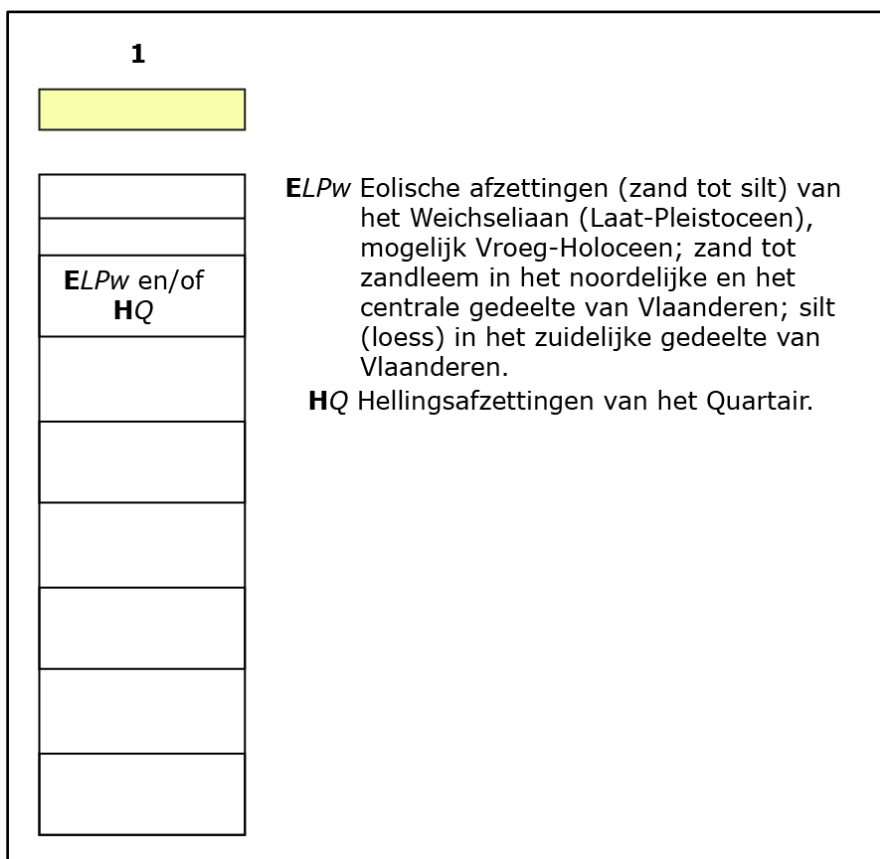 1
ELPw en/of
HQ
ELPw Eolische afzettingen (zand tot silt) van
het Weichseliaan (Laat-Pleistoceen),
mogelijk Vroeg-Holoceen; zand tot
zandleem in het noordelijke en het
centrale gedeelte van Vlaanderen; silt
(loess) in het zuidelijke gedeelte van
Vlaanderen.
HQ Hellingsafzettingen van het Quartair.